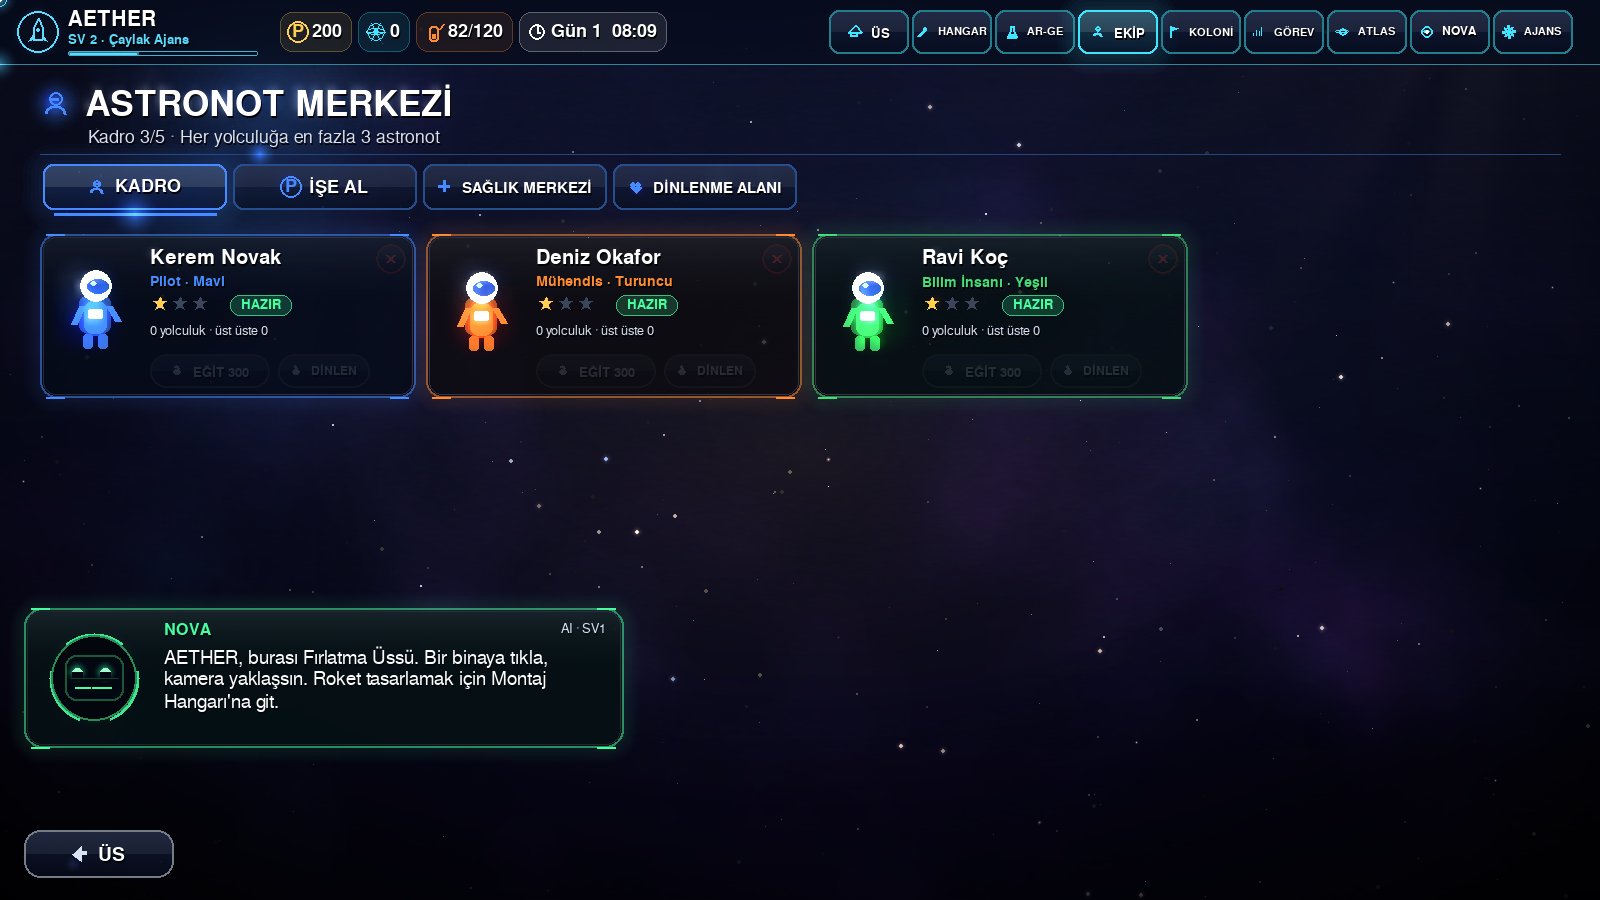 AETHER
SV 2 · Çaylak Ajans
P 200
0
82/120
Gün 1 08:09
ÜS
HANGAR
AR-GE
EKİP
KOLONİ
GÖREV
ATLAS
NOVA
AJANS
ASTRONOT MERKEZİ
Kadro 3/5 · Her yolculuğa en fazla 3 astronot
KADRO
P İŞE AL
SAĞLIK MERKEZİ
DİNLENME ALANI
Kerem Novak
Pilot · Mavi
HAZIR
0 yolculuk · üst üste 0
EĞİT 300
DİNLEN
Deniz Okafor
Mühendis · Turuncu
HAZIR
0 yolculuk · üst üste 0
EĞİT 300
DİNLEN
Ravi Koç
Bilim İnsanı · Yeşil
HAZIR
0 yolculuk · üst üste 0
EĞİT 300
DİNLEN
NOVA
AI · SV1
AETHER, burası Fırlatma Üssü. Bir binaya tıkla,
kamera yaklaşsın. Roket tasarlamak için Montaj
Hangarı'na git.
ÜS